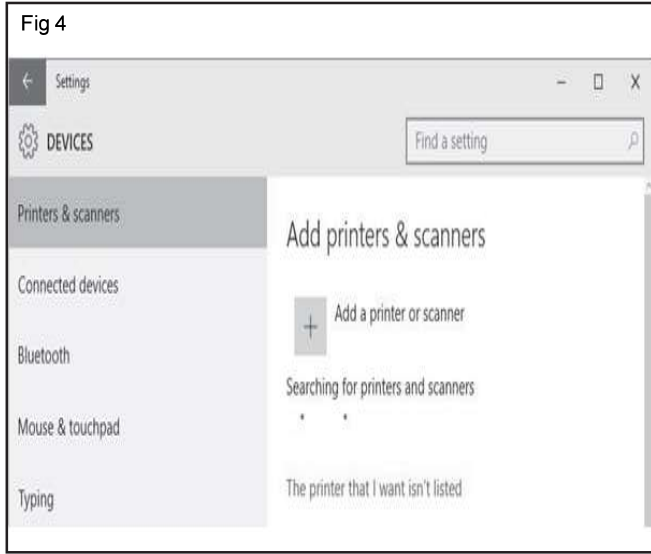 Fig 4
Settings
DEVICES
Find a setting
Printers & scanners
Connected devices
Bluetooth
Mouse & touchpad
Typing
Add printers & scanners
Add a printer or scanner
Searching for printers and scanners
The printer that I want isn't listed